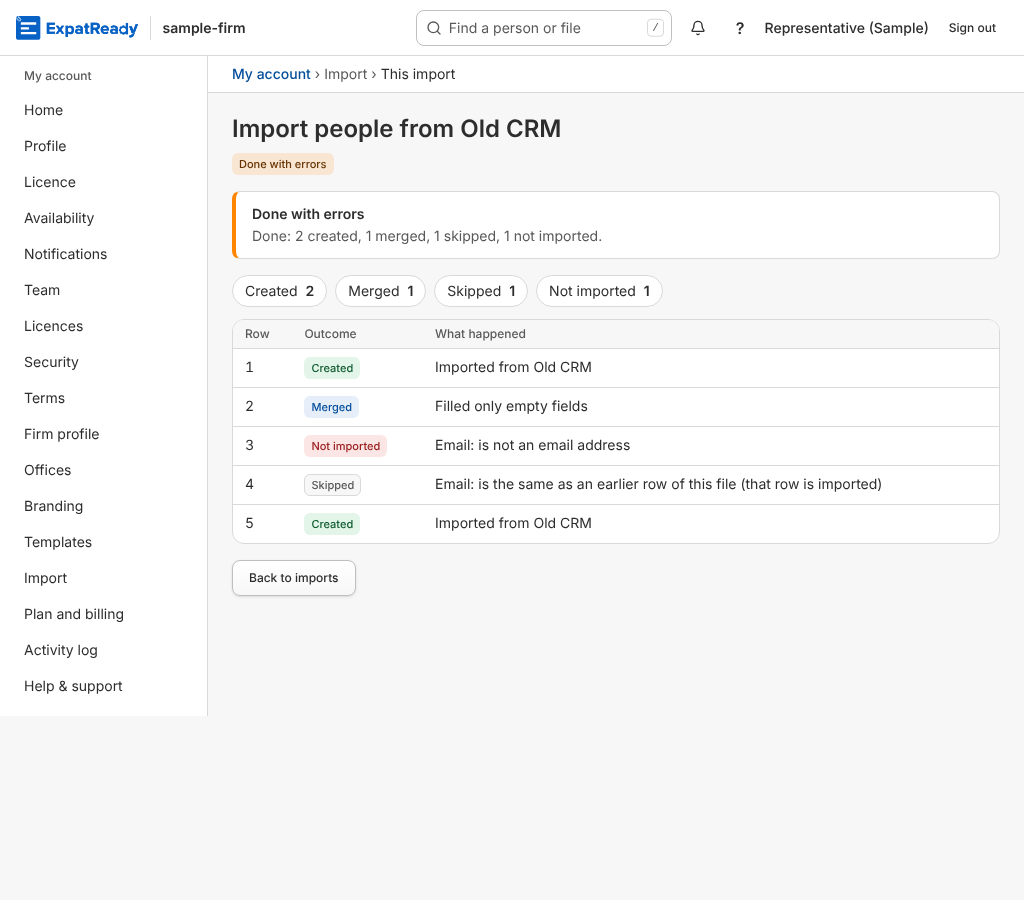 ExpatReady
sample-firm
Find a person or file
/
?
Representative (Sample)
Sign out
My account
Home
Profile
Licence
Availability
Notifications
Team
Licences
Security
Terms
Firm profile
Offices
Branding
Templates
Import
Plan and billing
Activity log
Help & support
My account › Import › This import
Import people from Old CRM
Done with errors
Done with errors
Done: 2 created, 1 merged, 1 skipped, 1 not imported.
Created 2
Merged 1
Skipped 1
Not imported 1
Row Outcome What happened
1 Created Imported from Old CRM
2 Merged Filled only empty fields
3 Not imported Email: is not an email address
4 Skipped Email: is the same as an earlier row of this file (that row is imported)
5 Created Imported from Old CRM
Back to imports